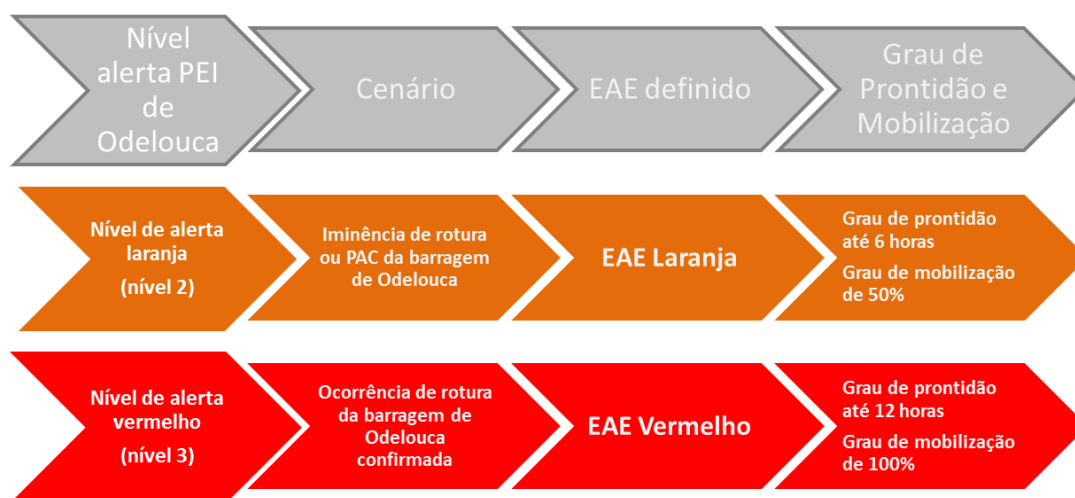 Nível
alerta PEI
de
Odelouca
Cenário
EAE definido
Grau de
Prontidão e
Mobilização
Nível de alerta
laranja
(nível 2)
Iminência de rotura
ou PAC da barragem
de Odelouca
EAE Laranja
Grau de prontidão
até 6 horas
Grau de mobilização
de 50%
Nível de alerta
vermelho
(nível 3)
Ocorrência de rotura
da barragem de
Odelouca
confirmada
EAE Vermelho
Grau de prontidão
até 12 horas
Grau de mobilização
de 100%